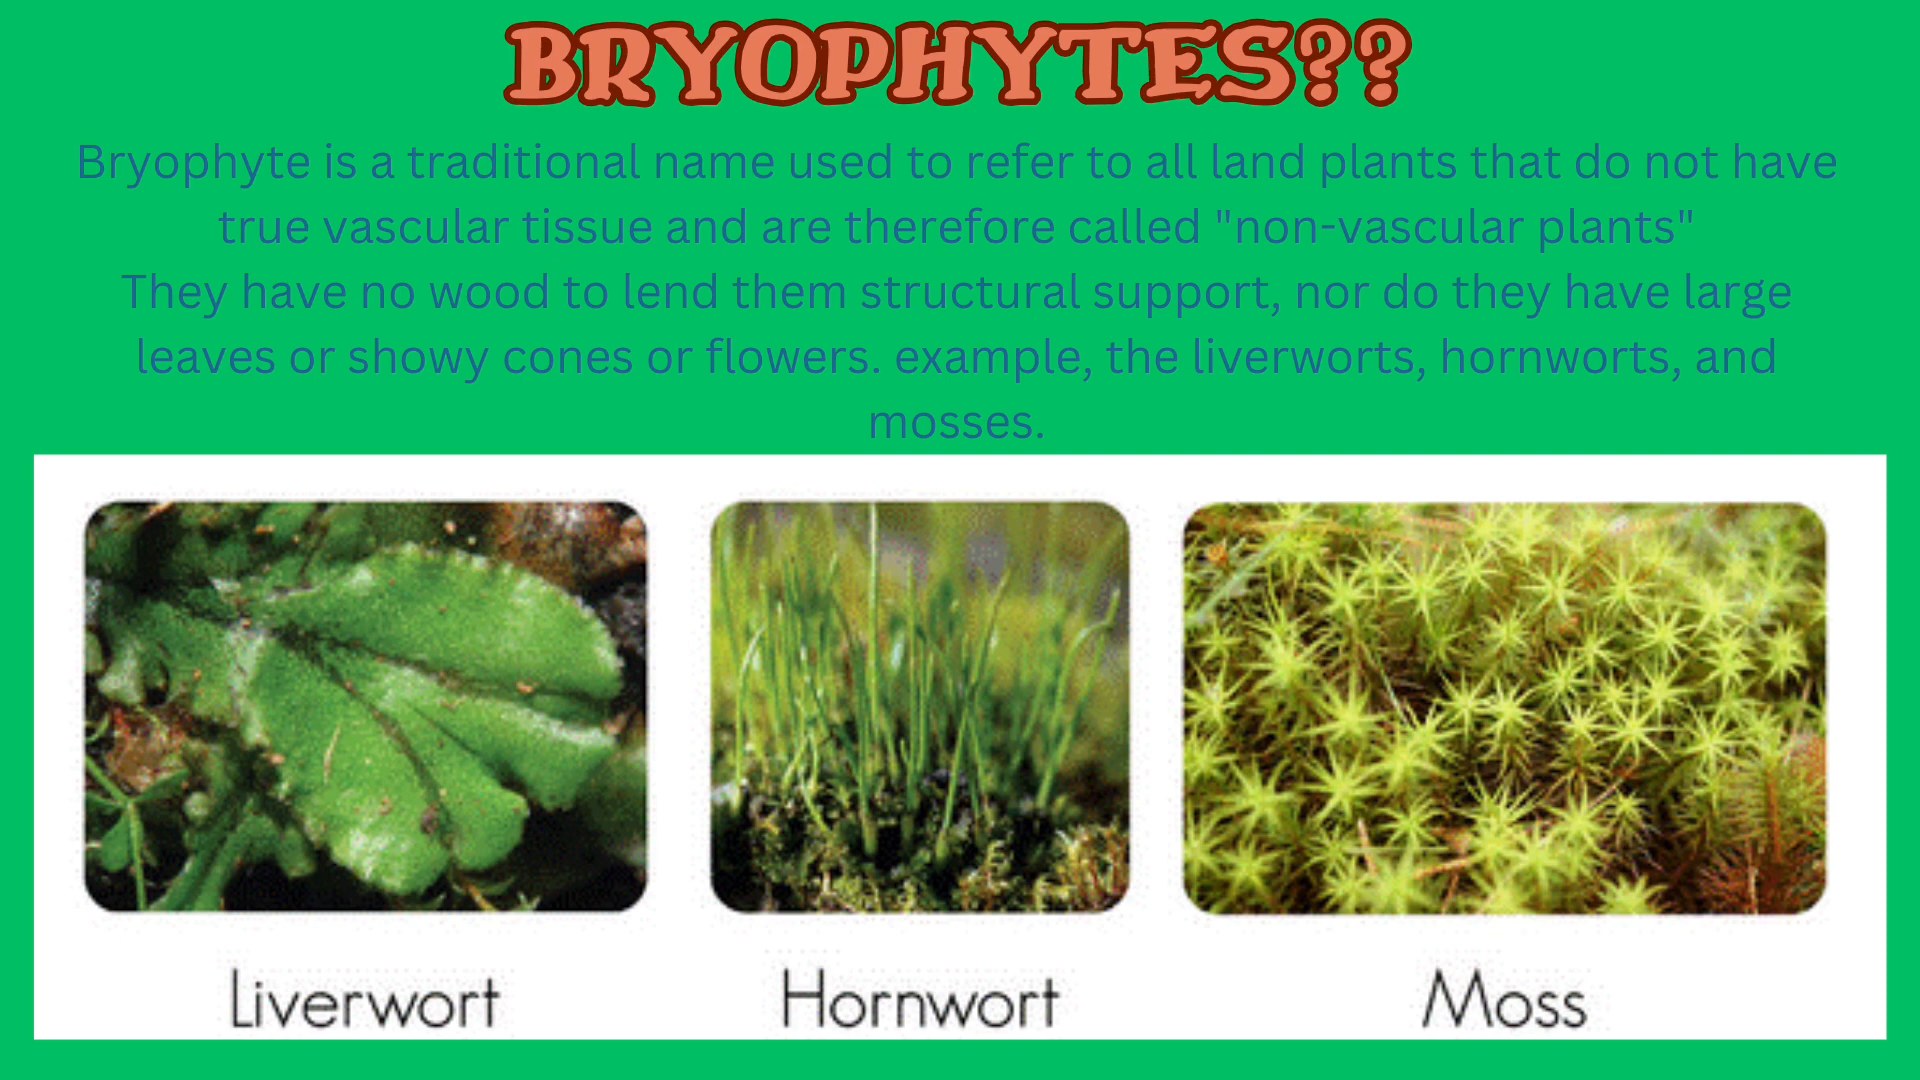 BRYOPHYTES??
Bryophyte is a traditional name used to refer to all land plants that do not have
true vascular tissue and are therefore called "non-vascular plants"
They have no wood to lend them structural support, nor do they have large
leaves or showy cones or flowers. example, the liverworts, hornworts, and
mosses.
Liverwort
Hornwort
Moss